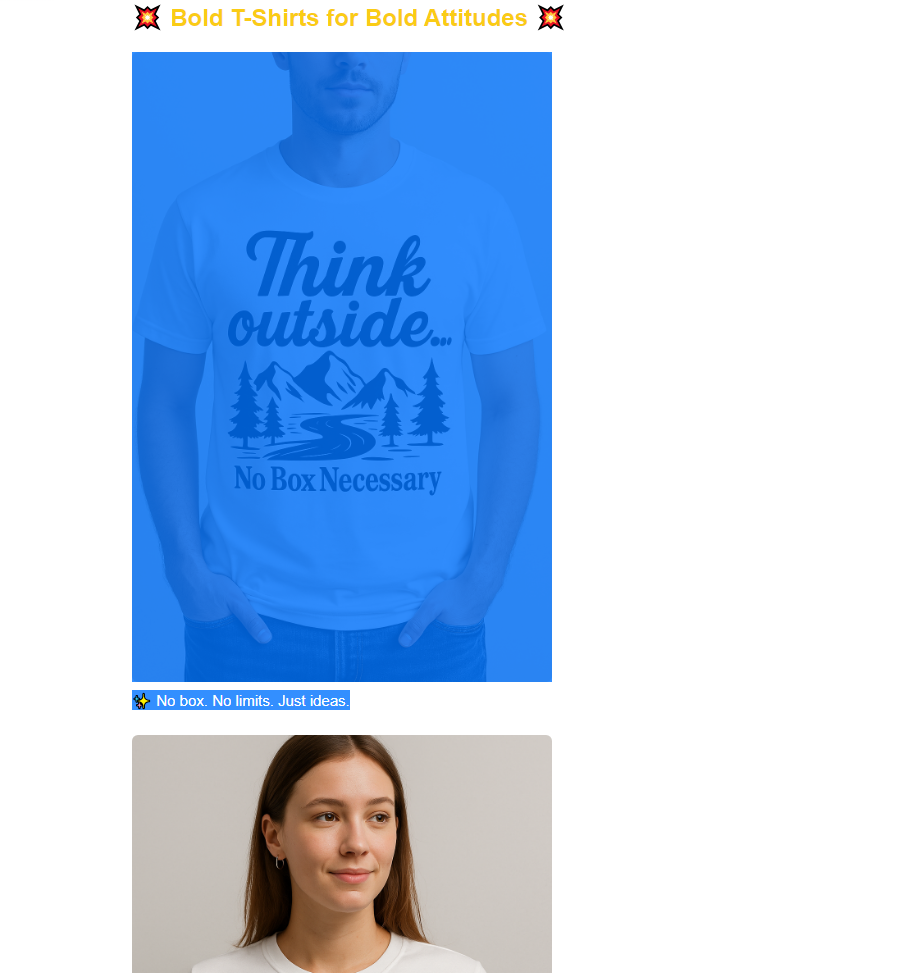 💥 Bold T-Shirts for Bold Attitudes 💥
Think
outside...
No Box Necessary
✨ No box. No limits. Just ideas.